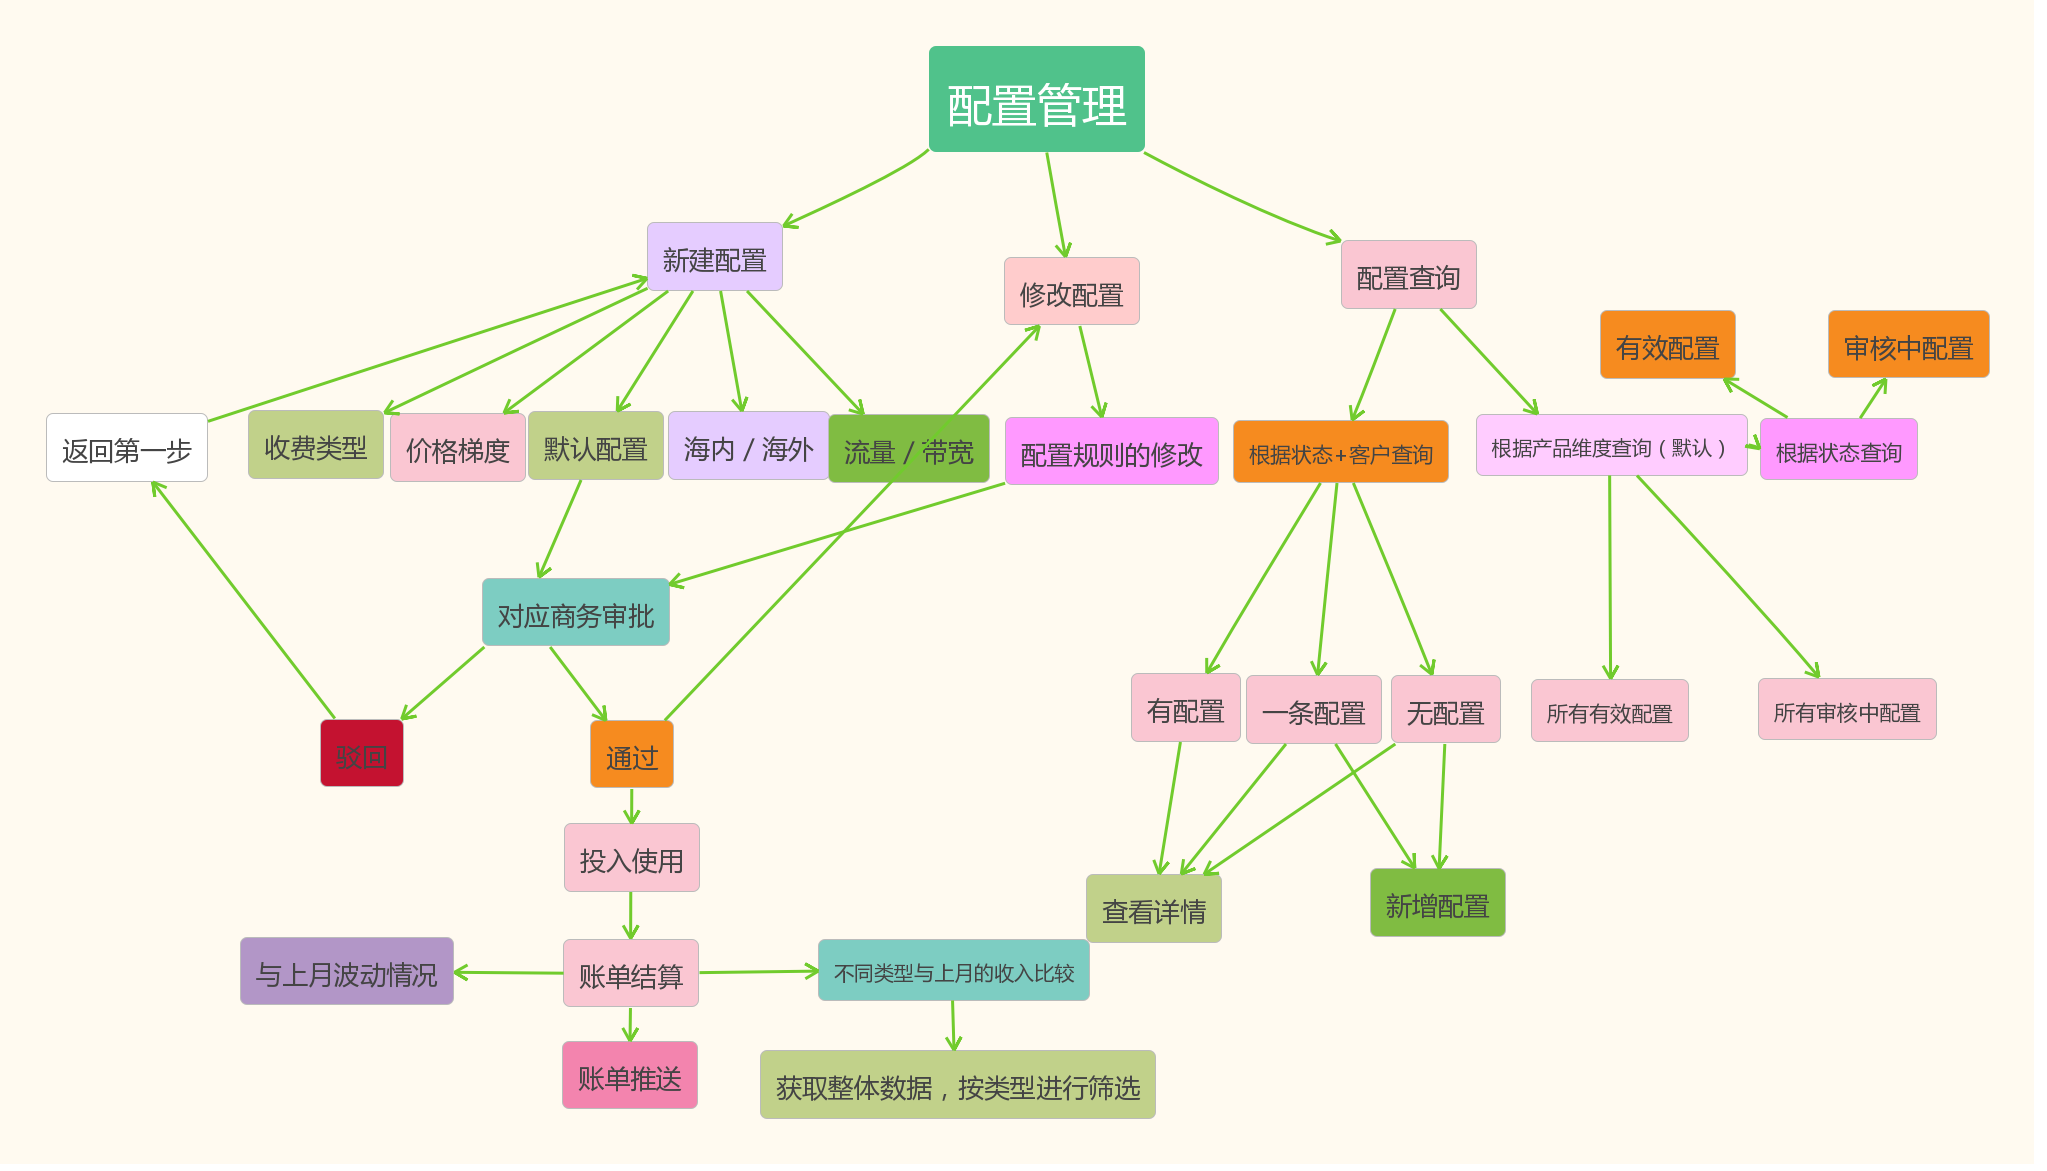 配置管理
新建配置
修改配置
配置查询
有效配置
审核中配置
返回第一步
收费类型
价格梯度
默认配置
海内/海外
流量/带宽
配置规则的修改
根据状态+客户查询
根据产品维度查询(默认)
根据状态查询
对应商务审批
有配置
一条配置
无配置
所有有效配置
所有审核中配置
驳回
通过
投入使用
查看详情
新增配置
与上月波动情况
账单结算
不同类型与上月的收入比较
账单推送
获取整体数据，按类型进行筛选